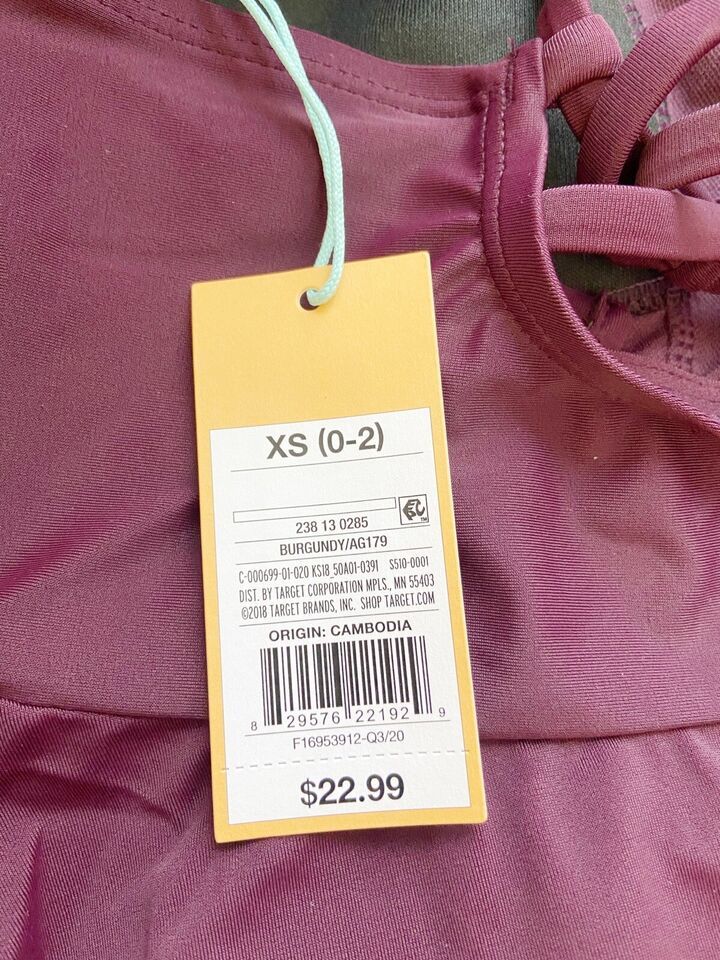 XS (0-2)
238 13 0285
BURGUNDY/AG179
C-000699-01-020 KS18_50A01-0391 S510-0001
DIST. BY TARGET CORPORATION MPLS., MN 55403
©2018 TARGET BRANDS, INC. SHOP TARGET.COM
ORIGIN: CAMBODIA
8 29576 22192 9
F16953912-Q3/20
$22.99